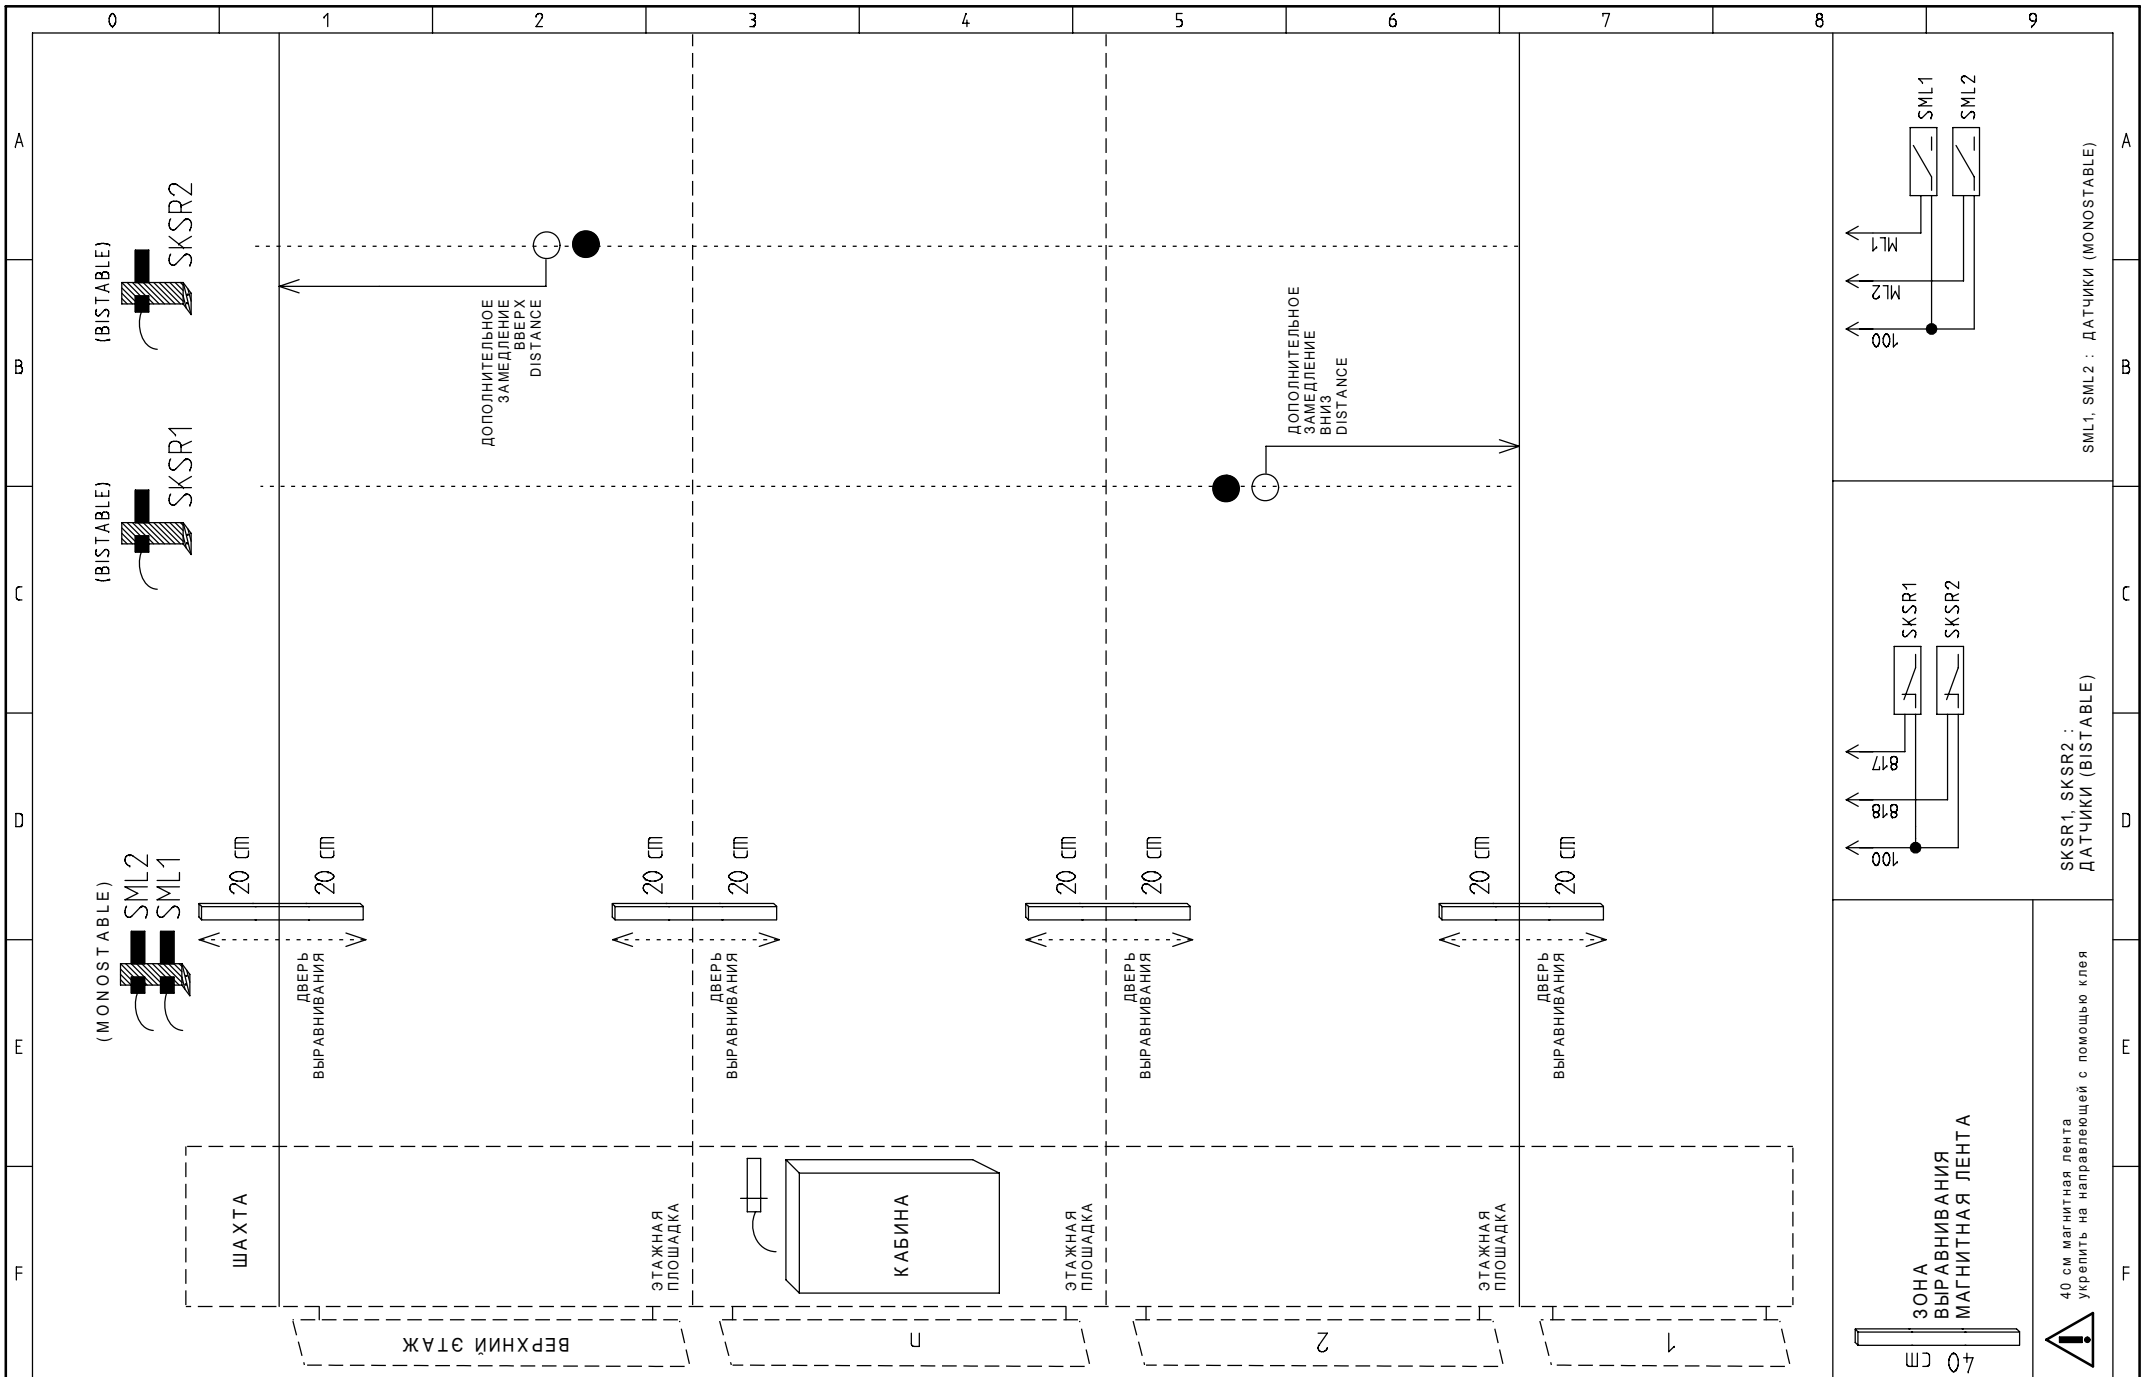 0 1 2 3 4 5 6 7 8 9
A
B
C
D
E
F
A
B
C
D
E
F
(BISTABLE)
SKSR2
(BISTABLE)
SKSR1
(MONOSTABLE)
SML2
SML1
ДОПОЛНИТЕЛЬНОЕ
ЗАМЕДЛЕНИЕ
ВВЕРХ
DISTANCE
ДОПОЛНИТЕЛЬНОЕ
ЗАМЕДЛЕНИЕ
ВНИЗ
DISTANCE
20 cm
20 cm
20 cm
20 cm
20 cm
20 cm
20 cm
20 cm
ДВЕРЬ
ВЫРАВНИВАНИЯ
ДВЕРЬ
ВЫРАВНИВАНИЯ
ДВЕРЬ
ВЫРАВНИВАНИЯ
ДВЕРЬ
ВЫРАВНИВАНИЯ
ШАХТА
ЭТАЖНАЯ
ПЛОШАДКА
КАБИНА
ЭТАЖНАЯ
ПЛОШАДКА
ЭТАЖНАЯ
ПЛОШАДКА
ВЕРХНИЙ ЭТАЖ
П
2
1
SML1
SML2
ML1
ML2
100
SML1, SML2 : ДАТЧИКИ (MONOSTABLE)
SKSR1
SKSR2
817
818
100
SKSR1, SKSR2 :
ДАТЧИКИ (BISTABLE)
40 cm
ЗОНА
ВЫРАВНИВАНИЯ
МАГНИТНАЯ ЛЕНТА
40 см магнитная лента
укрепить на направляющей с помощью клея